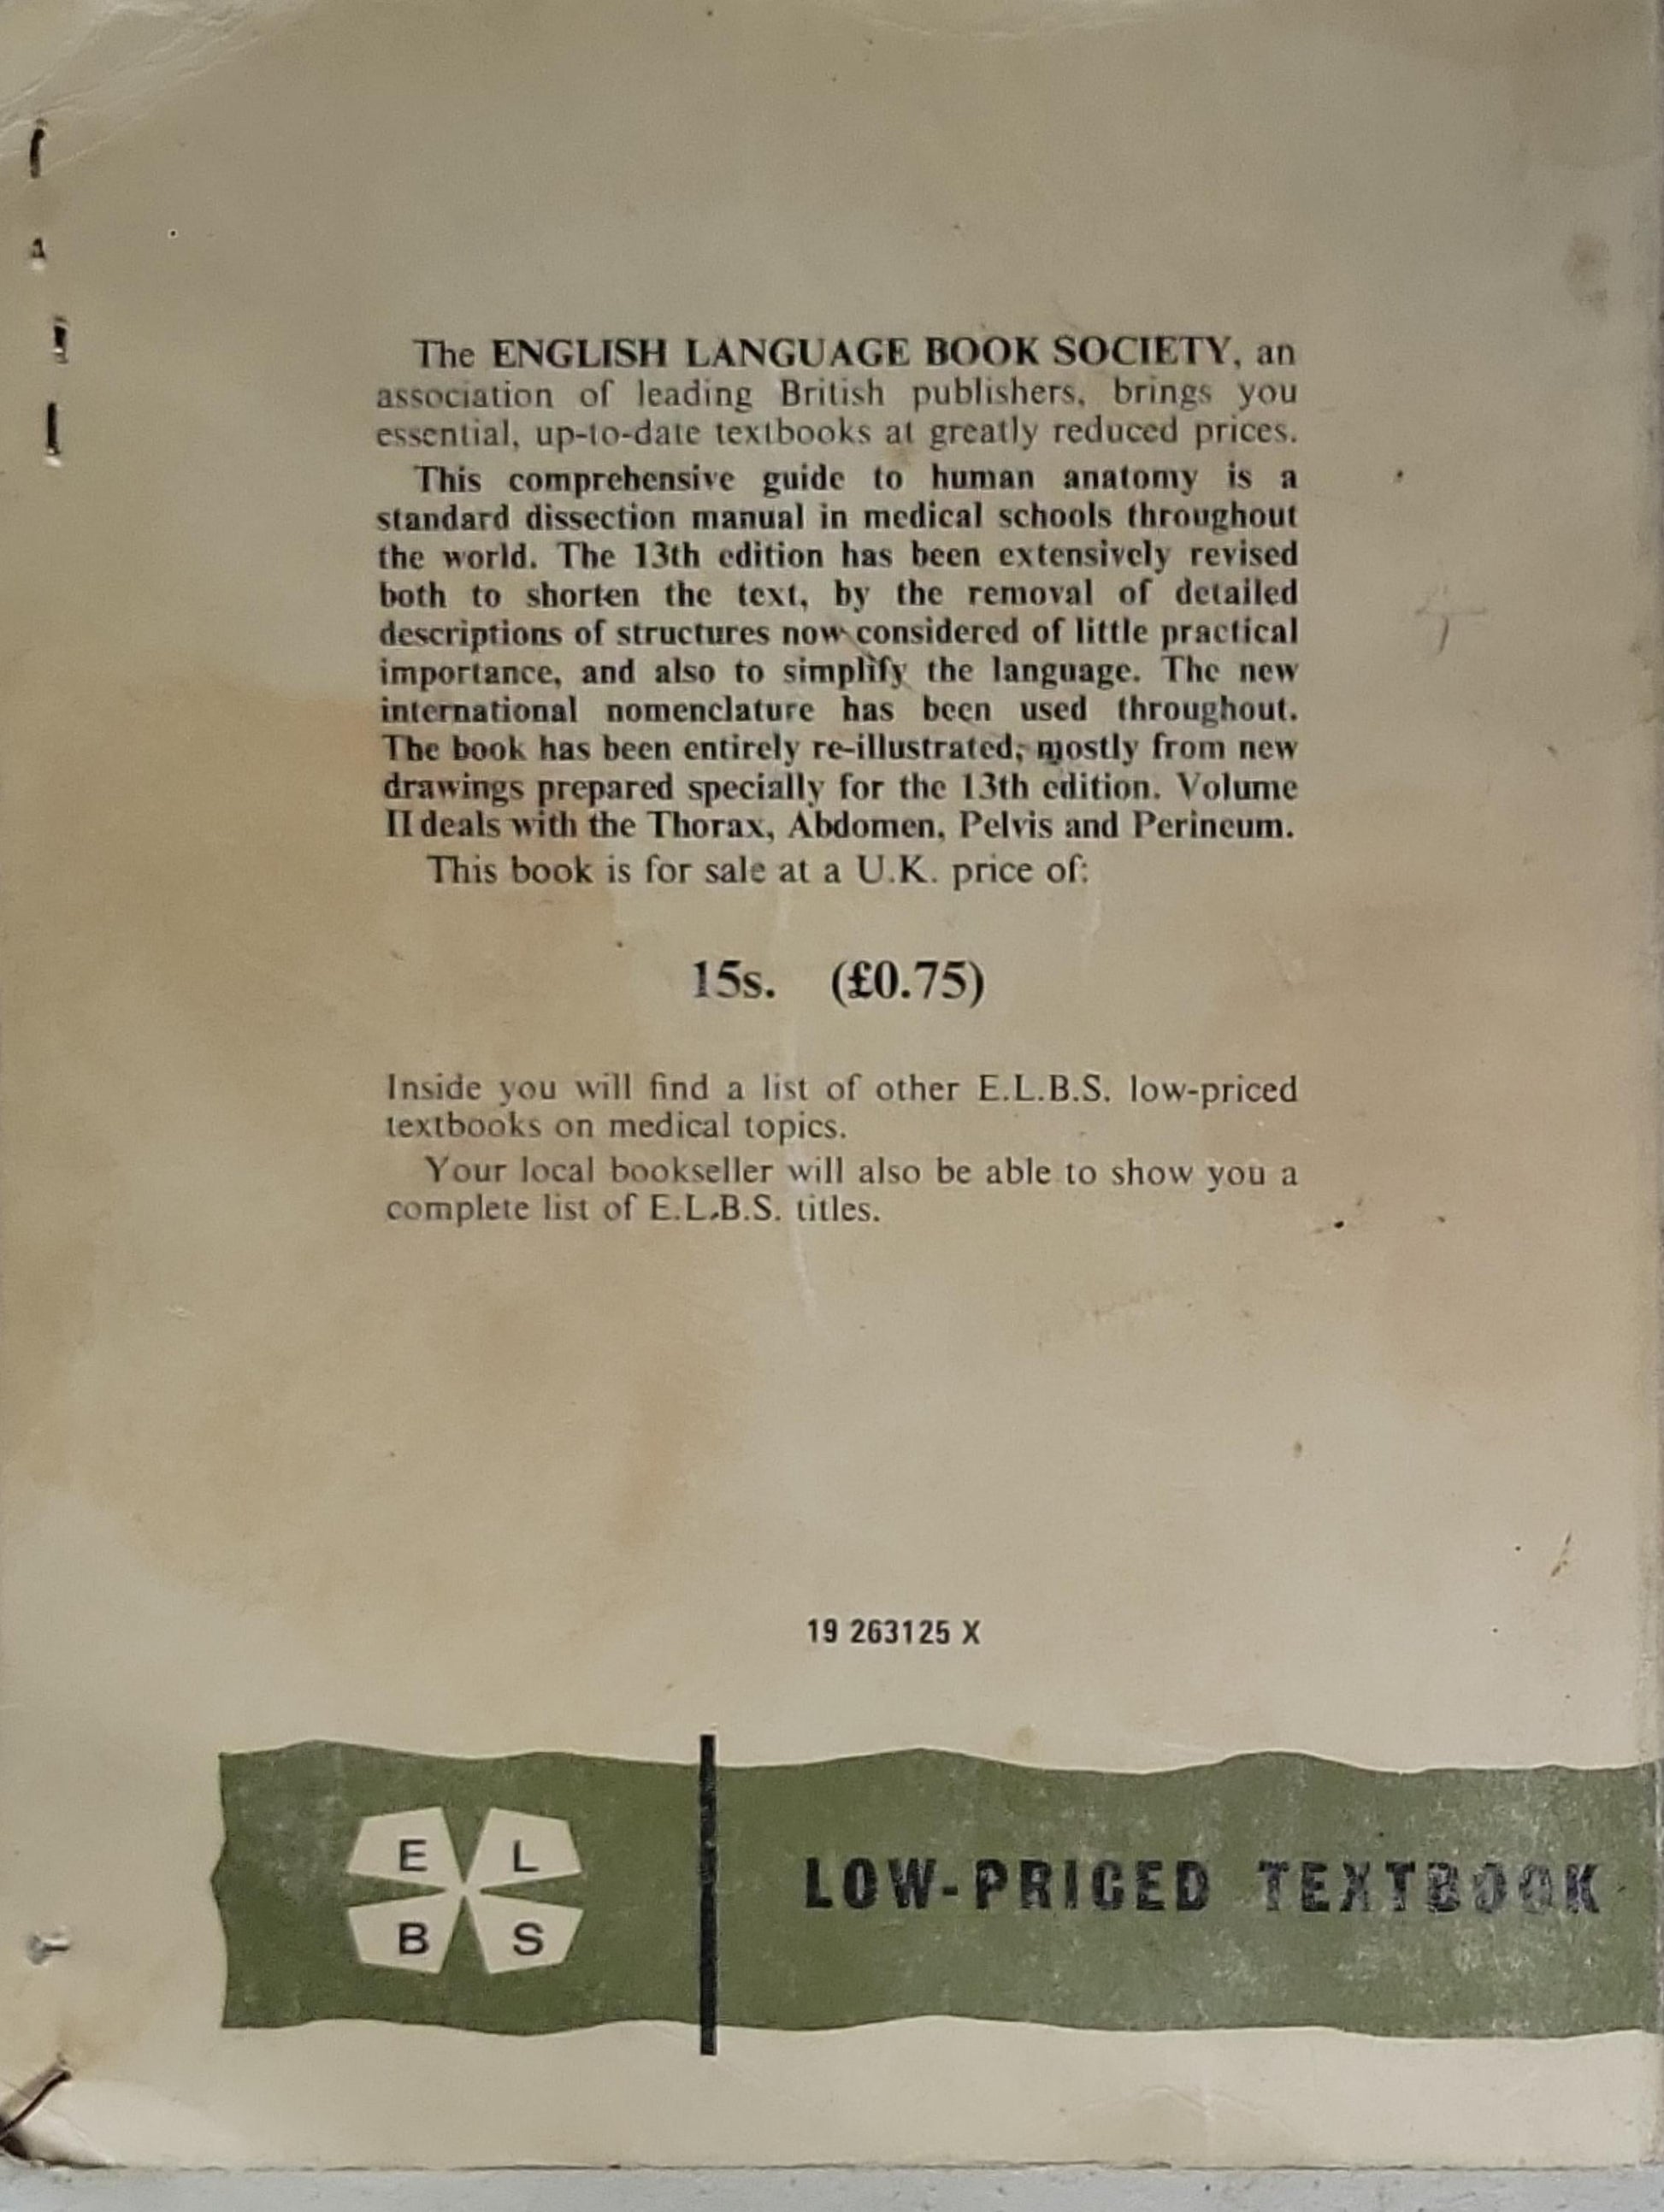 The ENGLISH LANGUAGE BOOK SOCIETY, an
association of leading British publishers, brings you
essential, up-to-date textbooks at greatly reduced prices.
This comprehensive guide to human anatomy is a
standard dissection manual in medical schools throughout
the world. The 13th edition has been extensively revised
both to shorten the text, by the removal of detailed
descriptions of structures now considered of little practical
importance, and also to simplify the language. The new
international nomenclature has been used throughout.
The book has been entirely re-illustrated, mostly from new
drawings prepared specially for the 13th edition. Volume
II deals with the Thorax, Abdomen, Pelvis and Perineum.
This book is for sale at a U.K. price of:
15s. (£0.75)
Inside you will find a list of other E.L.B.S. low-priced
textbooks on medical topics.
Your local bookseller will also be able to show you a
complete list of E.L.B.S. titles.
19 263125 X
E L
B S
LOW-PRICED TEXTBOOK